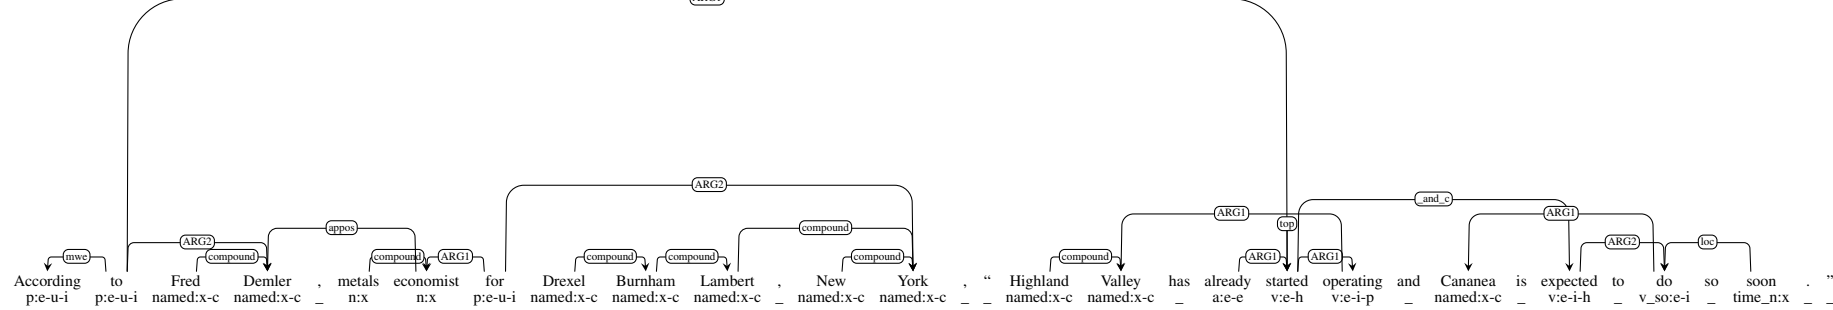 ARG1
ARG2
_and_c
ARG1 ARG1
top
appos compound
ARG2 ARG2 loc
mwe compound compound ARG1 compound compound compound compound ARG1 ARG1
According to Fred Demler , metals economist for Drexel Burnham Lambert , New York , “ Highland Valley has already started operating and Cananea is expected to do so soon . ”
p:e-u-i p:e-u-i named:x-c named:x-c _ n:x n:x p:e-u-i named:x-c named:x-c named:x-c _ named:x-c named:x-c _ _ named:x-c named:x-c _ a:e-e v:e-h v:e-i-p _ named:x-c _ v:e-i-h _ v_so:e-i _ time_n:x _ _